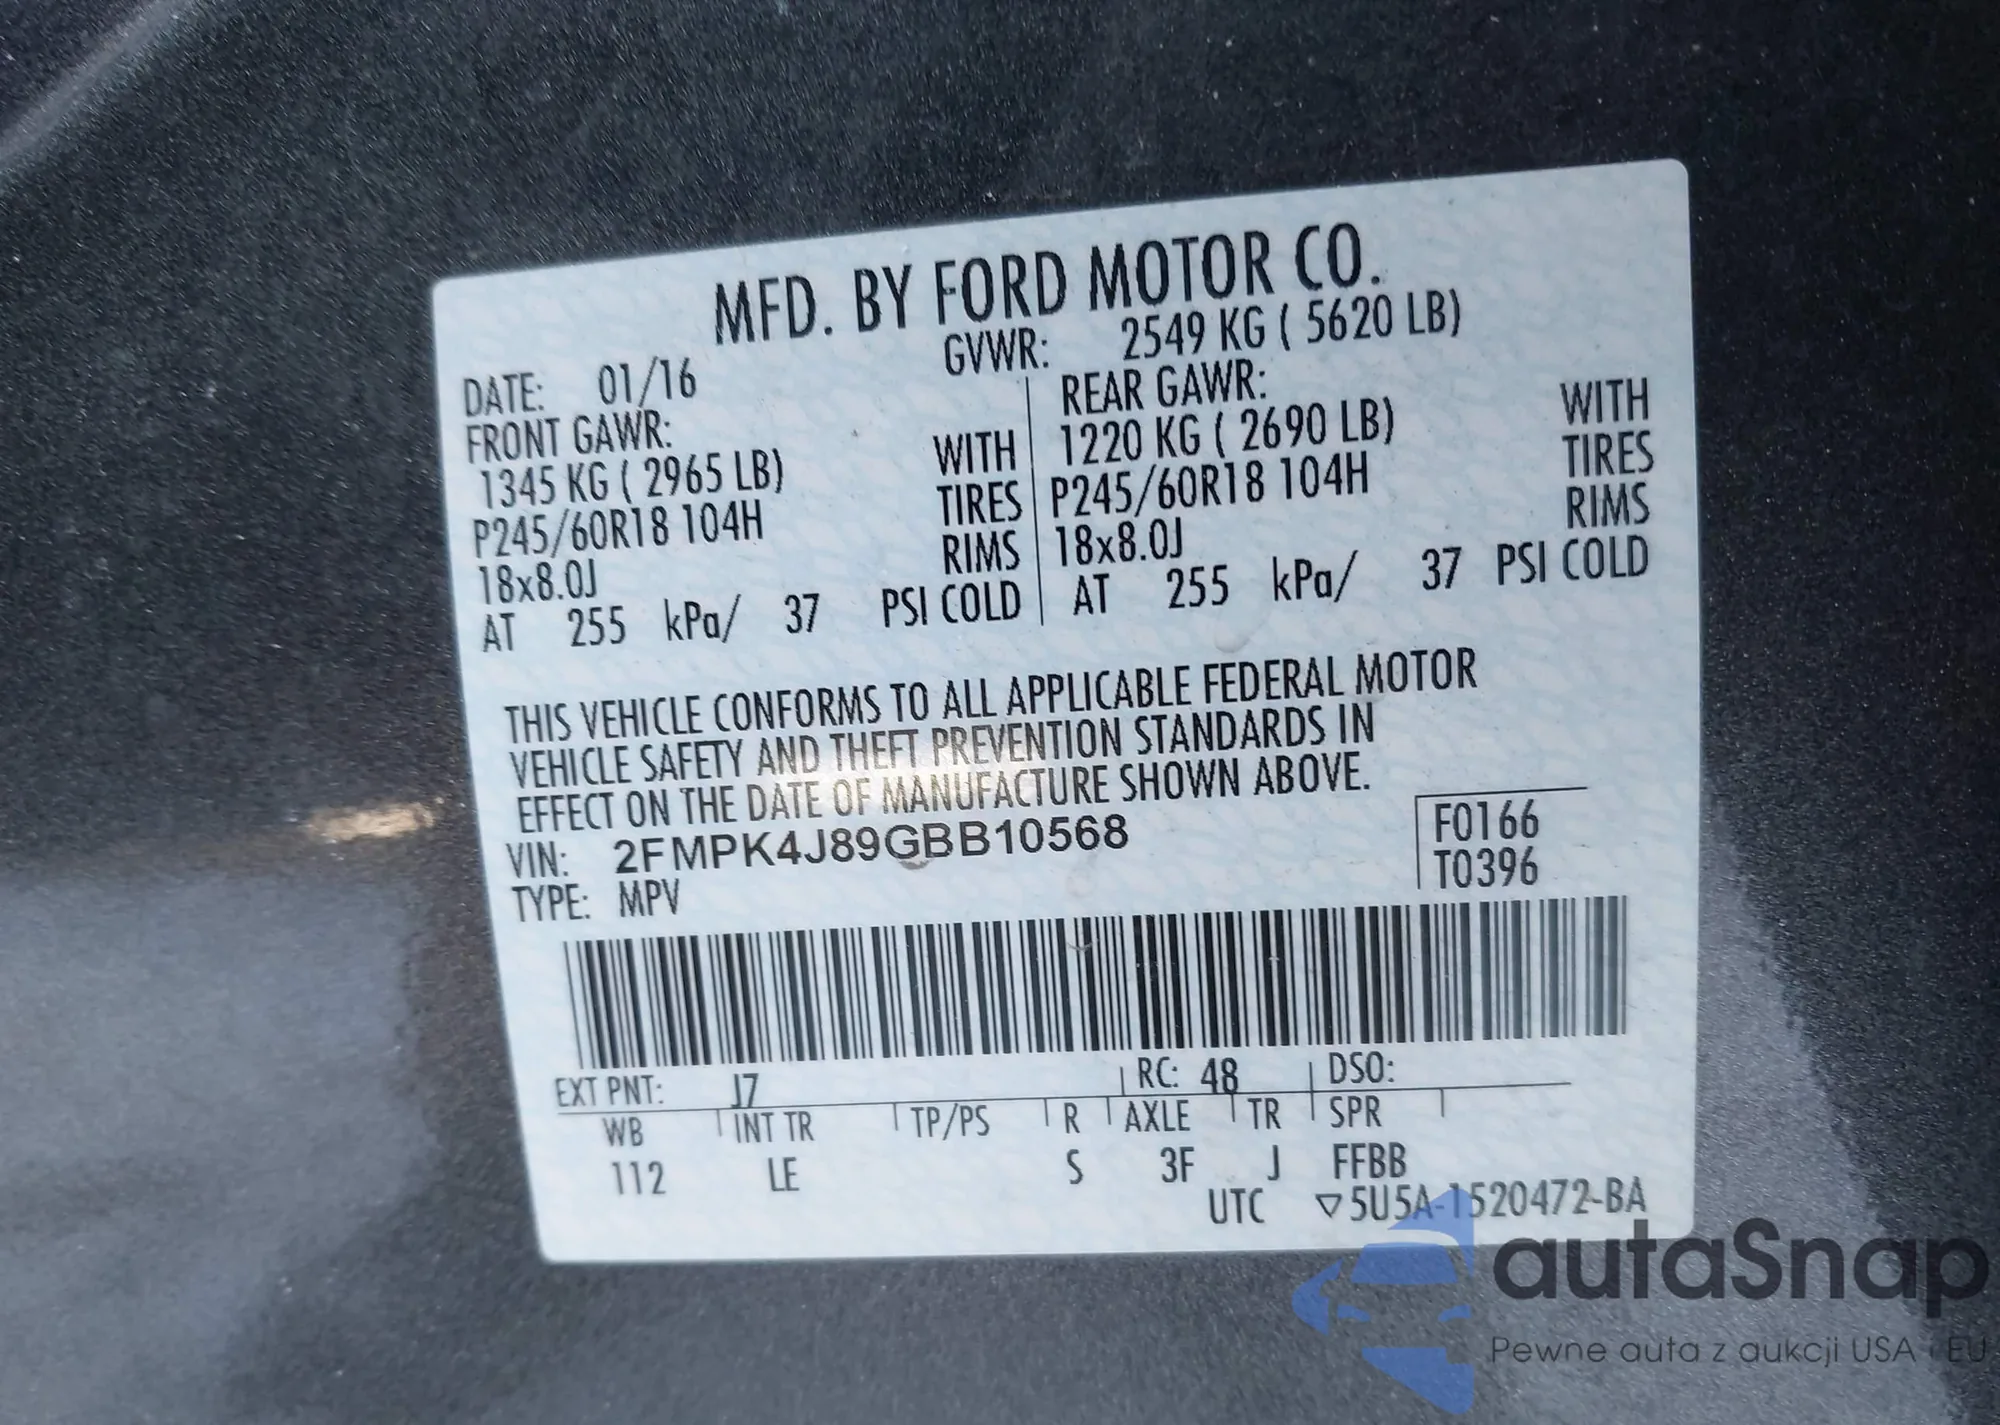 MFD. BY FORD MOTOR CO.
DATE: 01/16 GVWR: 2549 KG ( 5620 LB)
FRONT GAWR: REAR GAWR:
1345 KG ( 2965 LB) WITH 1220 KG ( 2690 LB) WITH
P245/60R18 104H TIRES P245/60R18 104H TIRES
18x8.0J RIMS 18x8.0J RIMS
AT 255 kPa/ 37 PSI COLD AT 255 kPa/ 37 PSI COLD
THIS VEHICLE CONFORMS TO ALL APPLICABLE FEDERAL MOTOR
VEHICLE SAFETY AND THEFT PREVENTION STANDARDS IN
EFFECT ON THE DATE OF MANUFACTURE SHOWN ABOVE.
VIN: 2FMPK4J89GBB10568 F0166
TYPE: MPV T0396
EXT PNT: J7 RC: 48 DSO:
WB INT TR TP/PS R AXLE TR SPR
112 LE S 3F J FFBB
UTC ▽5U5A-1520472-BA
autaSnap
Pewne auta z aukcji USA i EU